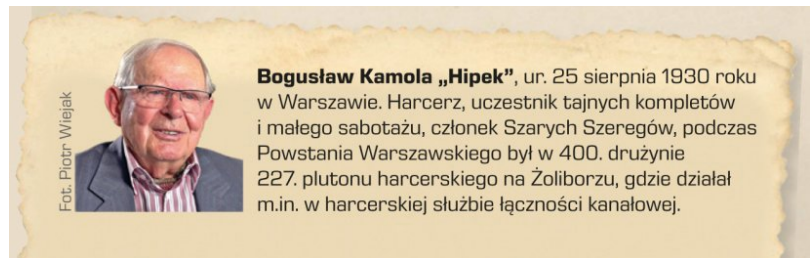 Fot. Piotr Wiejak
Bogusław Kamola „Hipek”, ur. 25 sierpnia 1930 roku
w Warszawie. Harcerz, uczestnik tajnych kompletów
i małego sabotażu, członek Szarych Szeregów, podczas
Powstania Warszawskiego był w 400. drużynie
227. plutonu harcerskiego na Żoliborzu, gdzie działał
m.in. w harcerskiej służbie łączności kanałowej.